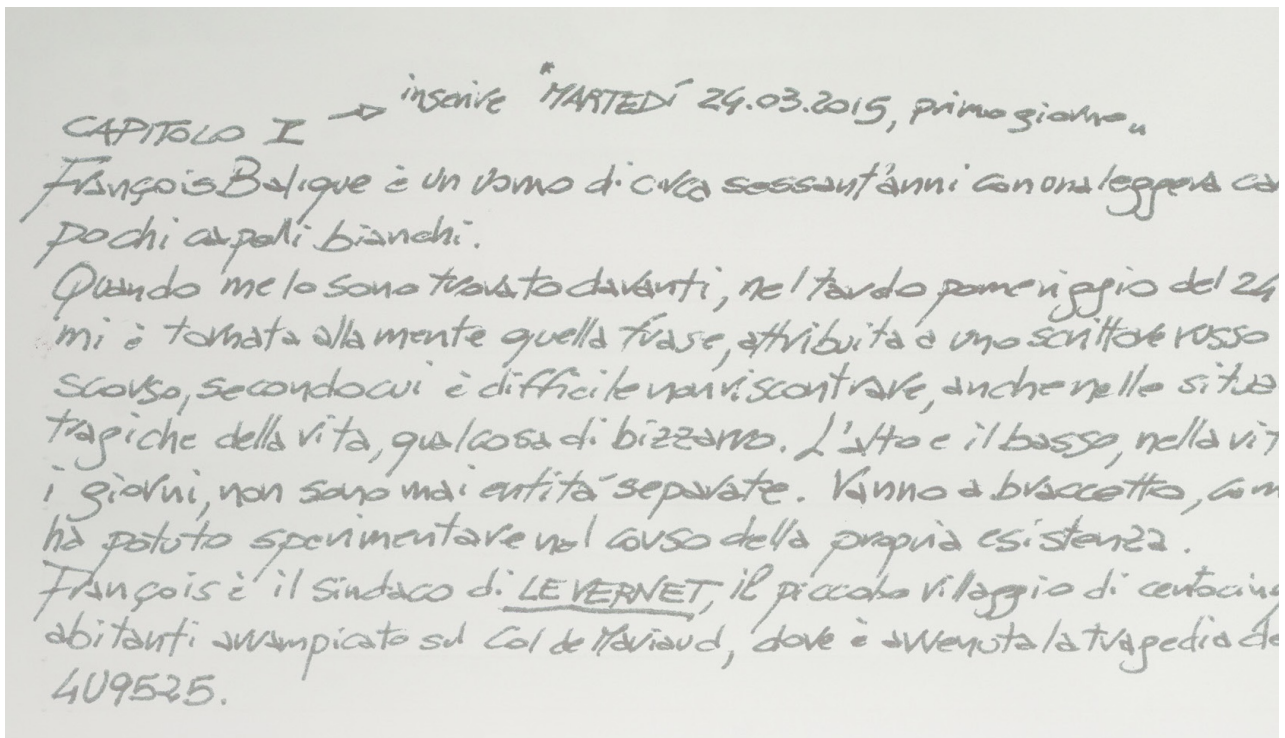 CAPITOLO I → inserire "MARTEDÍ 24.03.2015, primo giorno"
François Balique è un uomo di circa sessant'anni con una leggera
pochi capelli bianchi.
Quando me lo sono trovato davanti, nel tardo pomeriggio del 24
mi è tornata alla mente quella frase, attribuita a uno scrittore russo
scorso, secondo cui è difficile non riscontrare, anche nelle situa
tragiche della vita, qualcosa di bizzarro. L'alto e il basso, nella vit
i giorni, non sono mai entità separate. Vanno a braccetto, com
ha potuto sperimentare nel corso della propria esistenza.
François è il sindaco di LE VERNET, il piccolo villaggio di centocinq
abitanti arrampicato sul Col de Mariaud, dove è avvenuta la tragedia de
4U9525.